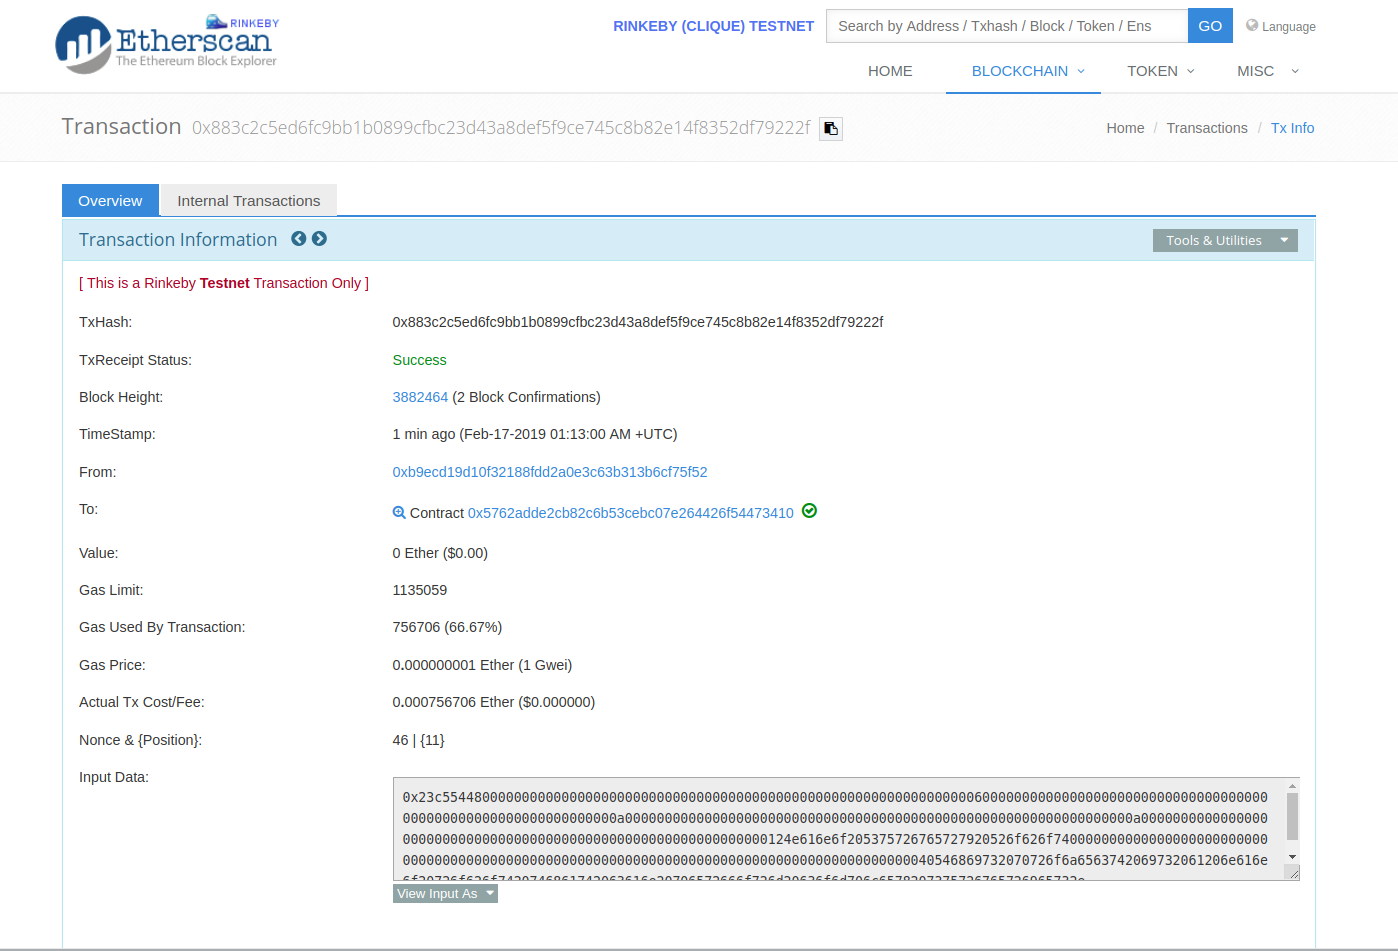 RINKEBY
Etherscan
The Ethereum Block Explorer
RINKEBY (CLIQUE) TESTNET
Search by Address / Txhash / Block / Token / Ens
GO
Language
HOME
BLOCKCHAIN
TOKEN
MISC
Transaction 0x883c2c5ed6fc9bb1b0899cfbc23d43a8def5f9ce745c8b82e14f8352df79222f
Home / Transactions / Tx Info
Overview
Internal Transactions
Transaction Information
Tools & Utilities
[ This is a Rinkeby Testnet Transaction Only ]
TxHash: 0x883c2c5ed6fc9bb1b0899cfbc23d43a8def5f9ce745c8b82e14f8352df79222f
TxReceipt Status: Success
Block Height: 3882464 (2 Block Confirmations)
TimeStamp: 1 min ago (Feb-17-2019 01:13:00 AM +UTC)
From: 0xb9ecd19d10f32188fdd2a0e3c63b313b6cf75f52
To: Contract 0x5762adde2cb82c6b53cebc07e264426f54473410
Value: 0 Ether ($0.00)
Gas Limit: 1135059
Gas Used By Transaction: 756706 (66.67%)
Gas Price: 0.000000001 Ether (1 Gwei)
Actual Tx Cost/Fee: 0.000756706 Ether ($0.000000)
Nonce & {Position}: 46 | {11}
Input Data:
0x23c55448000000000000000000000000000000000000000000000000000000000000006000000000000000000000000000000000000
000000000000000000000000000a000000000000000000000000000000000000000000000000000000000000000a00000000000000000
0000000000000000000000000000000000000000000000124e616e6f205375726765727920526f626f740000000000000000000000000
0000000000000000000000000000000000000000000000000000000000000000040546869732070726f6a6563742069732061206e616e
View Input As